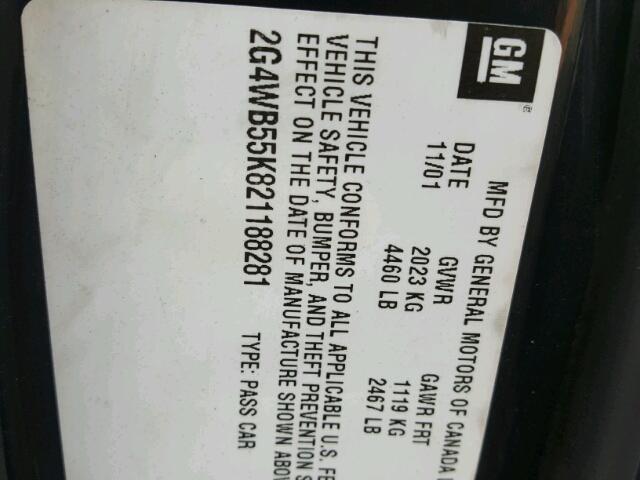 GM
®
MFD BY GENERAL MOTORS OF CANADA
DATE GVWR GAWR FRT
11/01 2023 KG 1119 KG
4460 LB 2467 LB
THIS VEHICLE CONFORMS TO ALL APPLICABLE U.S.
VEHICLE SAFETY, BUMPER, AND THEFT PREVENTION
EFFECT ON THE DATE OF MANUFACTURE SHOWN
2G4WB55K821188281 TYPE: PASS CAR